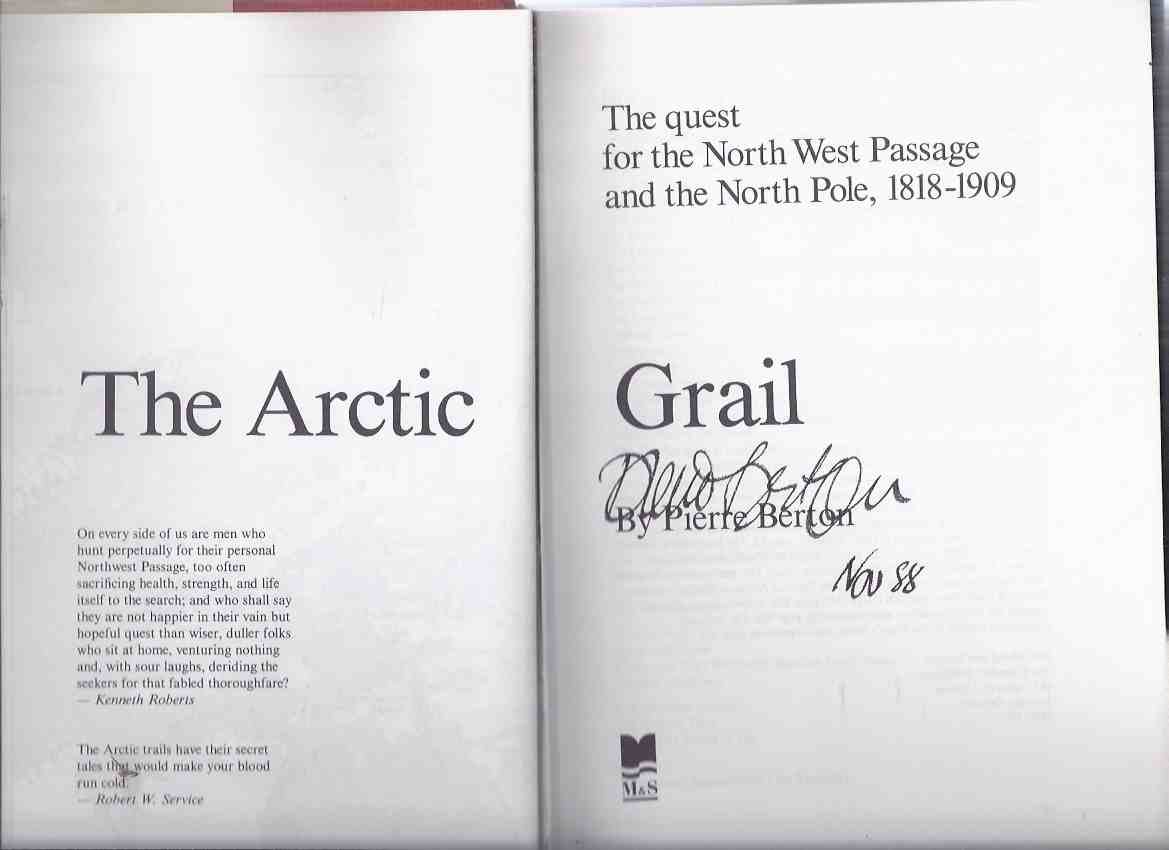 The Arctic
On every side of us are men who
hunt perpetually for their personal
Northwest Passage, too often
sacrificing health, strength, and life
itself to the search; and who shall say
they are not happier in their vain but
hopeful quest than wiser, duller folks
who sit at home, venturing nothing
and, with sour laughs, deriding the
seekers for that fabled thoroughfare?
— Kenneth Roberts
The Arctic trails have their secret
tales that would make your blood
run cold.
— Robert W. Service
The quest
for the North West Passage
and the North Pole, 1818-1909
Grail
Pierre Berton
By Pierre Berton
Nov 88
M&S